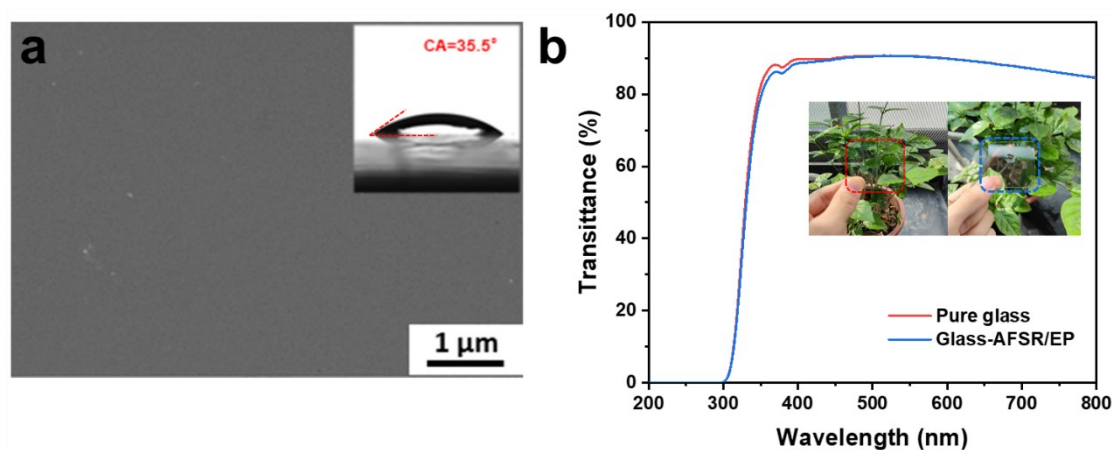 a
CA=35.5°
1 µm
b
Transittance (%)
100
80
60
40
20
0
Pure glass
Glass-AFSR/EP
200
300
400
500
600
700
800
Wavelength (nm)